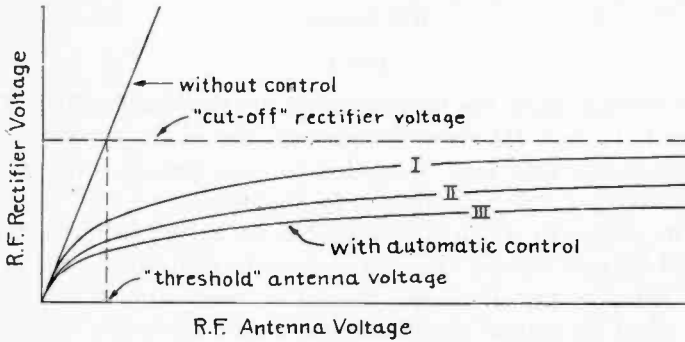 without control
"cut-off" rectifier voltage
I
II
III
with automatic control
"threshold" antenna voltage
R.F. Rectifier Voltage
R.F. Antenna Voltage